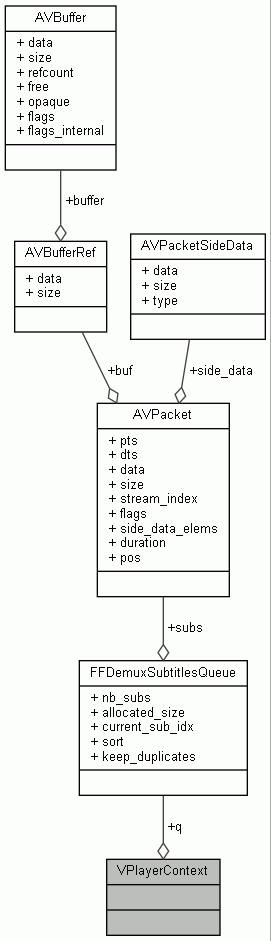 AVBuffer
+ data
+ size
+ refcount
+ free
+ opaque
+ flags
+ flags_internal
+buffer
AVBufferRef
+ data
+ size
AVPacketSideData
+ data
+ size
+ type
+buf
+side_data
AVPacket
+ pts
+ dts
+ data
+ size
+ stream_index
+ flags
+ side_data_elems
+ duration
+ pos
+subs
FFDemuxSubtitlesQueue
+ nb_subs
+ allocated_size
+ current_sub_idx
+ sort
+ keep_duplicates
+q
VPlayerContext